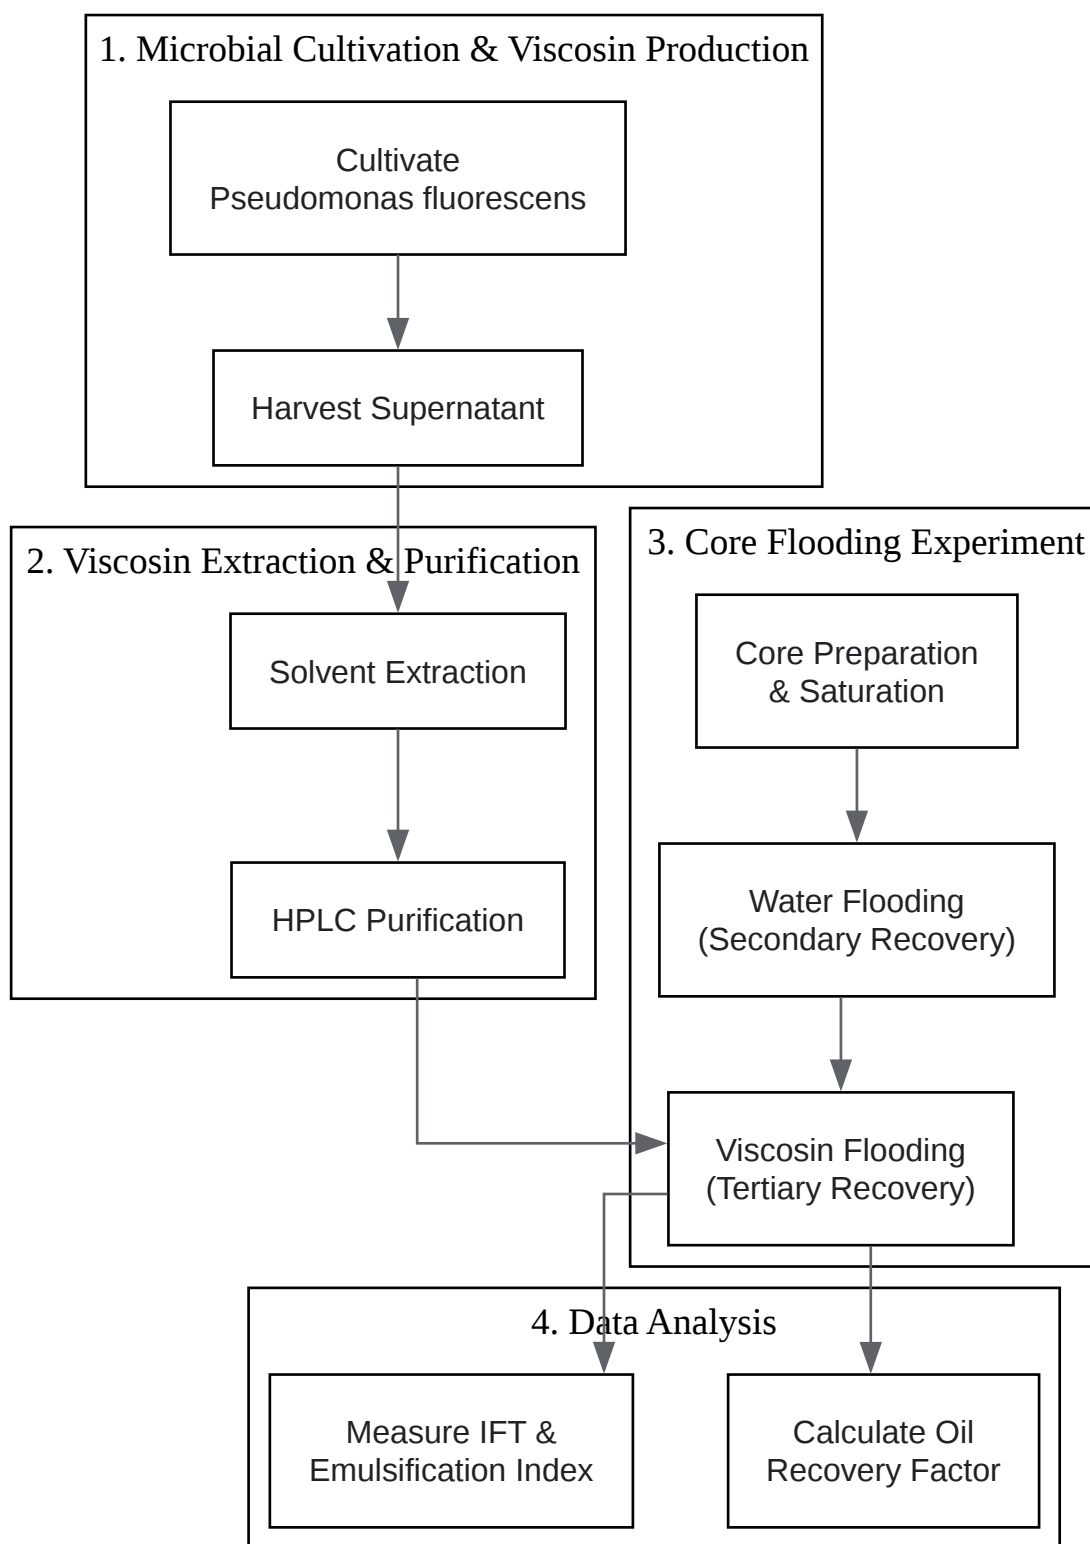 1. Microbial Cultivation & Viscosin Production
Cultivate
Pseudomonas fluorescens
Harvest Supernatant
2. Viscosin Extraction & Purification
Solvent Extraction
HPLC Purification
3. Core Flooding Experiment
Core Preparation
& Saturation
Water Flooding
(Secondary Recovery)
Viscosin Flooding
(Tertiary Recovery)
4. Data Analysis
Measure IFT &
Emulsification Index
Calculate Oil
Recovery Factor